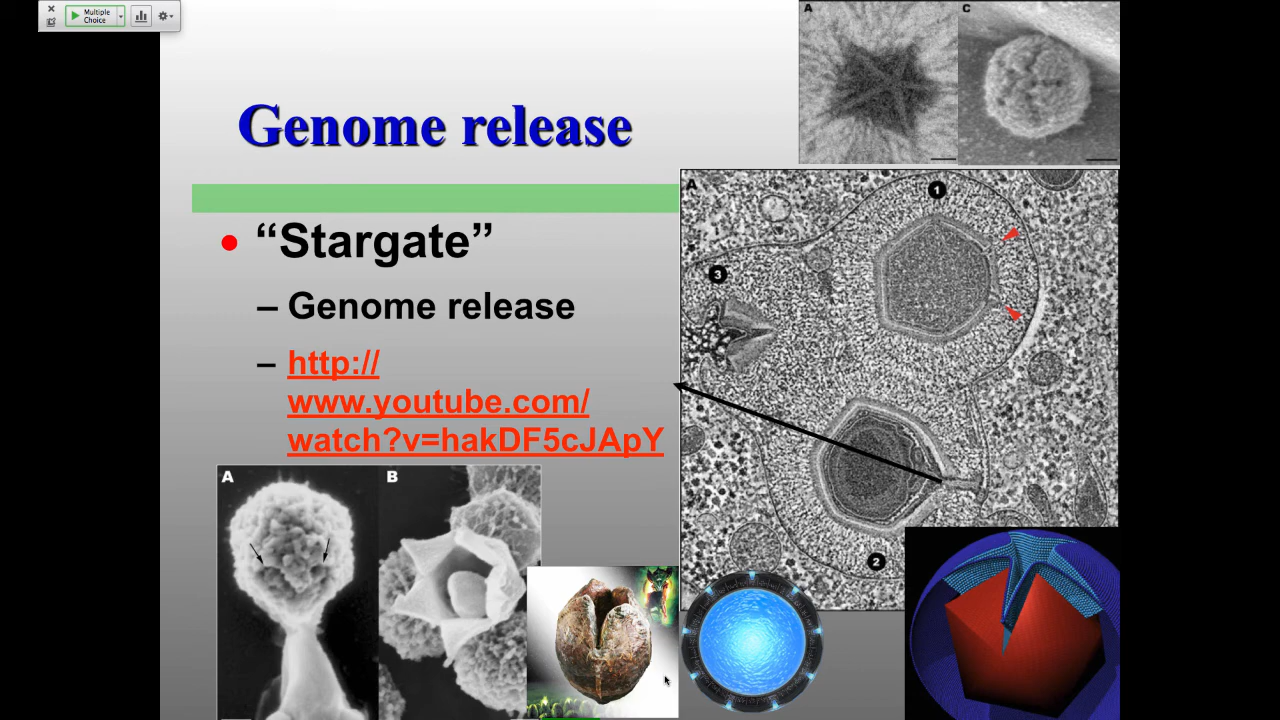 Multiple
Choice
A
C
Genome release
A
1
• “Stargate”
3
– Genome release
– http://
www.youtube.com/
watch?v=hakDF5cJApY
A
B
2